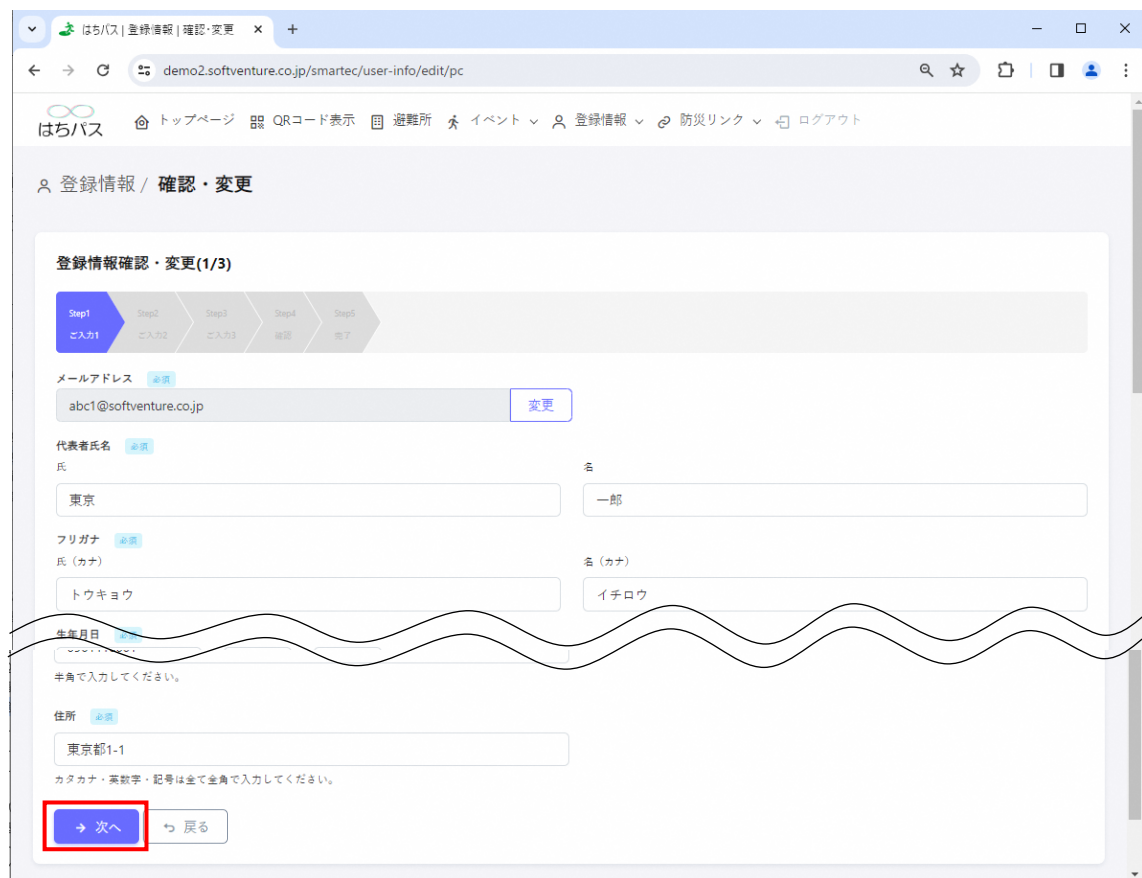 はちパス | 登録情報 | 確認・変更
demo2.softventure.co.jp/smartec/user-info/edit/pc
はちパス トップページ QRコード表示 避難所 イベント 登録情報 防災リンク ログアウト
登録情報 / 確認・変更
登録情報確認・変更(1/3)
Step1 Step2 Step3 Step4 Step5
ご入力1 ご入力2 ご入力3 確認 完了
メールアドレス 必須
abc1@softventure.co.jp 変更
代表者氏名 必須
氏 名
東京 一郎
フリガナ 必須
氏（カナ） 名（カナ）
トウキョウ イチロウ
生年月日 必須
半角で入力してください。
住所 必須
東京都1-1
カタカナ・英数字・記号は全て全角で入力してください。
次へ 戻る